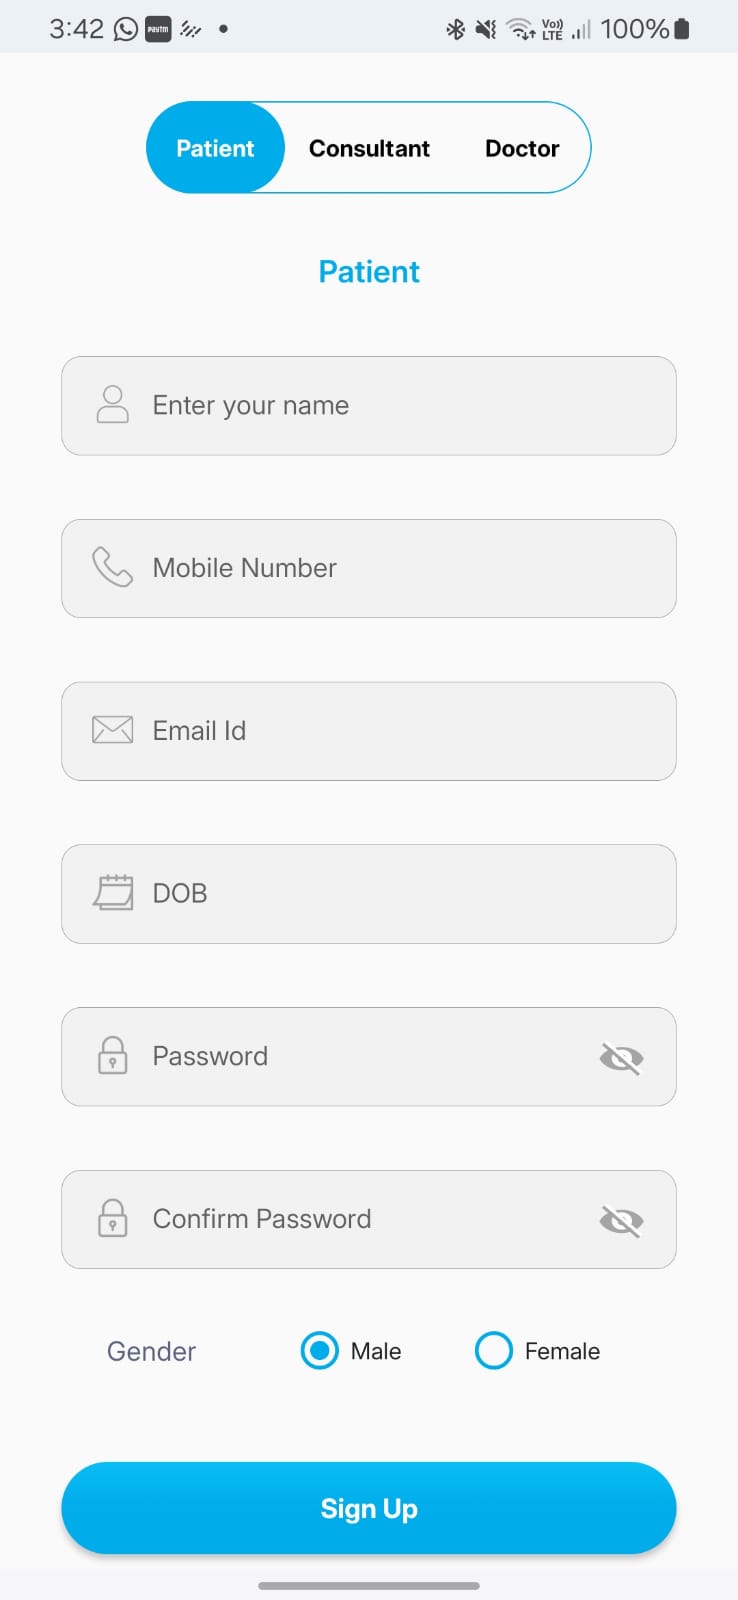 3:42 paytm Vo)) LTE 100%
Patient Consultant Doctor
Patient
Enter your name
Mobile Number
Email Id
DOB
Password
Confirm Password
Gender Male Female
Sign Up